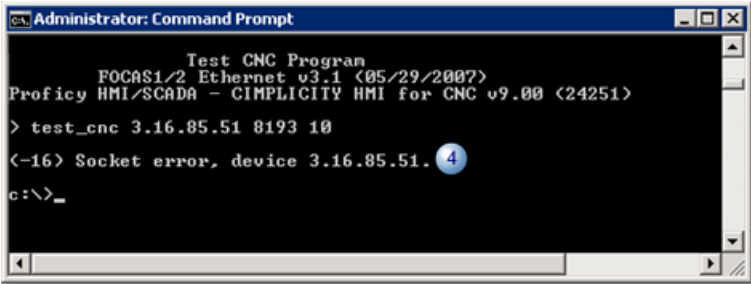 Administrator: Command Prompt
Test CNC Program
FOCAS1/2 Ethernet v3.1 (05/29/2007)
Proficy HMI/SCADA - CIMPLICITY HMI for CNC v9.00 (24251)
> test_cnc 3.16.85.51 8193 10
(-16) Socket error, device 3.16.85.51. 4
c:\>_